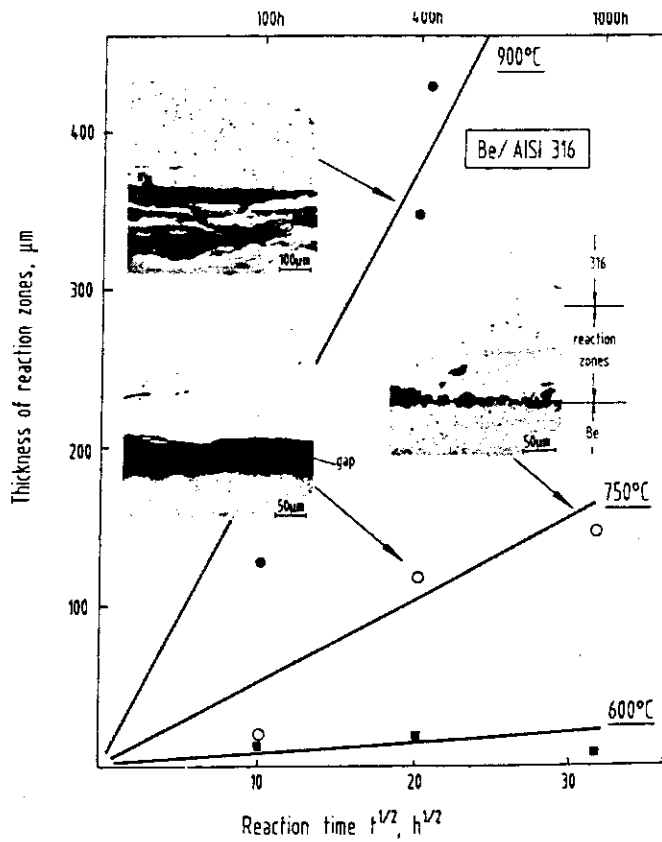 100h 400h 1000h
900°C
400
Be/ AISI 316
100µm
316
300
reaction
zones
Be
200
gap
50µm
50µm
750°C
100
600°C
10 20 30
Thickness of reaction zones, µm
Reaction time t^1/2, h^1/2